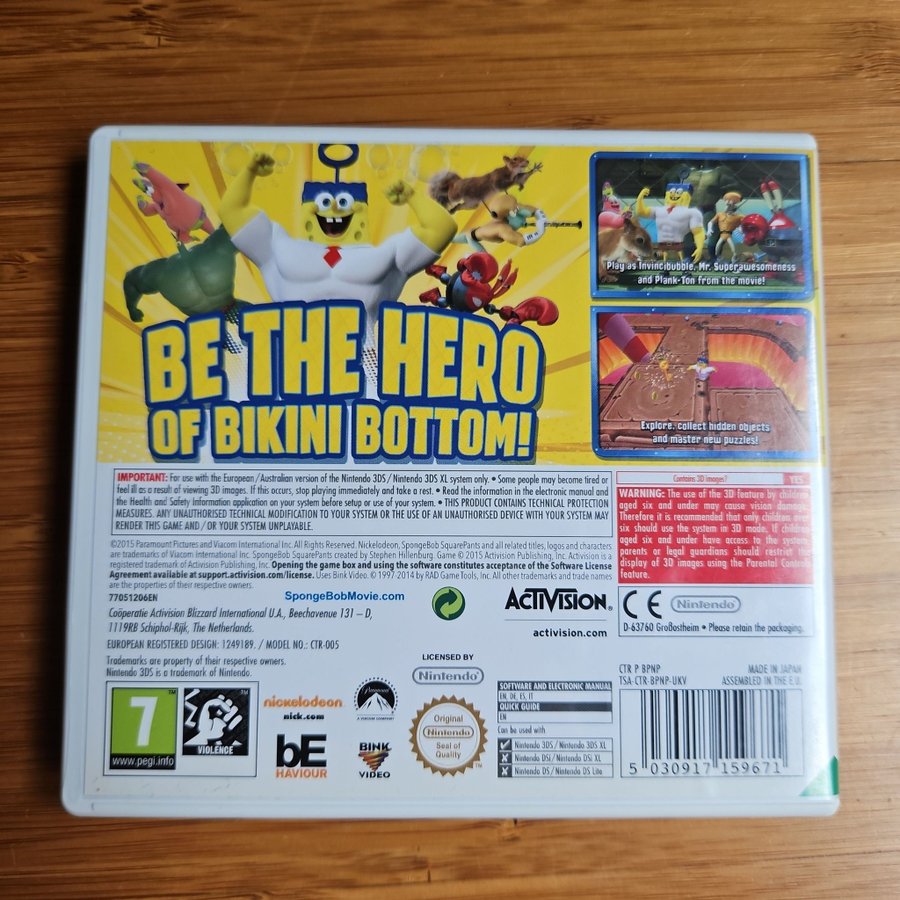 BE THE HERO
OF BIKINI BOTTOM!
Play as Invincibubble, Mr. Superawesomeness
and Plank-Ton from the movie!
Explore, collect hidden objects
and master new puzzles!
IMPORTANT: For use with the European/Australian version of the Nintendo 3DS/Nintendo 3DS XL system only. • Some people may become tired or
feel ill as a result of viewing 3D images. If this occurs, stop playing immediately and take a rest. • Read the information in the electronic manual and
the Health and Safety Information application on your system before setup or use of your system. • THIS PRODUCT CONTAINS TECHNICAL PROTECTION
MEASURES. ANY UNAUTHORISED TECHNICAL MODIFICATION TO YOUR SYSTEM OR THE USE OF AN UNAUTHORISED DEVICE WITH YOUR SYSTEM MAY
RENDER THIS GAME AND/OR YOUR SYSTEM UNPLAYABLE.
Contains 3D images? YES
WARNING: The use of the 3D feature by children
aged six and under may cause vision damage.
Therefore it is recommended that only children over
six should use the system in 3D mode. If children
aged six and under have access to the system,
parents or legal guardians should restrict the
display of 3D images using the Parental Controls
feature.
©2015 Paramount Pictures and Viacom International Inc. All Rights Reserved. Nickelodeon, SpongeBob SquarePants and all related titles, logos and characters
are trademarks of Viacom International Inc. SpongeBob SquarePants created by Stephen Hillenburg. Game © 2015 Activision Publishing, Inc. Activision is a
registered trademark of Activision Publishing, Inc. Opening the game box and using the software constitutes acceptance of the Software License
Agreement available at support.activision.com/license. Uses Bink Video. © 1997-2014 by RAD Game Tools, Inc. All other trademarks and trade names
are the properties of their respective owners.
77051206EN
SpongeBobMovie.com
Coöperatie Activision Blizzard International U.A., Beechavenue 131 – D,
1119RB Schiphol-Rijk, The Netherlands.
EUROPEAN REGISTERED DESIGN: 1249189. / MODEL NO.: CTR-005
Trademarks are property of their respective owners.
Nintendo 3DS is a trademark of Nintendo.
ACTIVISION®
activision.com
CE Nintendo
D-63760 Großostheim • Please retain the packaging.
LICENSED BY
Nintendo
CTR P BPNP MADE IN JAPAN
TSA-CTR-BPNP-UKV ASSEMBLED IN THE E.U.
7
www.pegi.info
VIOLENCE
nickelodeon
nick.com
Paramount
A VIACOM COMPANY
bE
HAVIOUR
BINK
VIDEO
Original
Nintendo
Seal of
Quality
SOFTWARE AND ELECTRONIC MANUAL
EN, DE, ES, IT
QUICK GUIDE
EN
Can be used with
Nintendo 3DS/Nintendo 3DS XL
Nintendo DSi/Nintendo DSi XL
Nintendo DS/Nintendo DS Lite
5 030917 159671